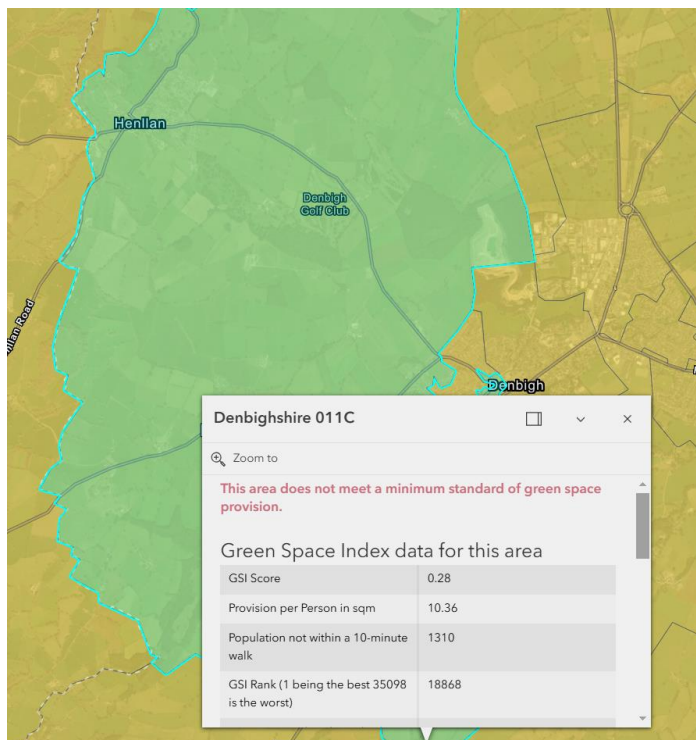 Henllan
Denbigh
Golf Club
Road
Denbigh
Denbighshire 011C
Zoom to
This area does not meet a minimum standard of green space
provision.
Green Space Index data for this area
GSI Score 0.28
Provision per Person in sqm 10.36
Population not within a 10-minute 1310
walk
GSI Rank (1 being the best 35098 18868
is the worst)